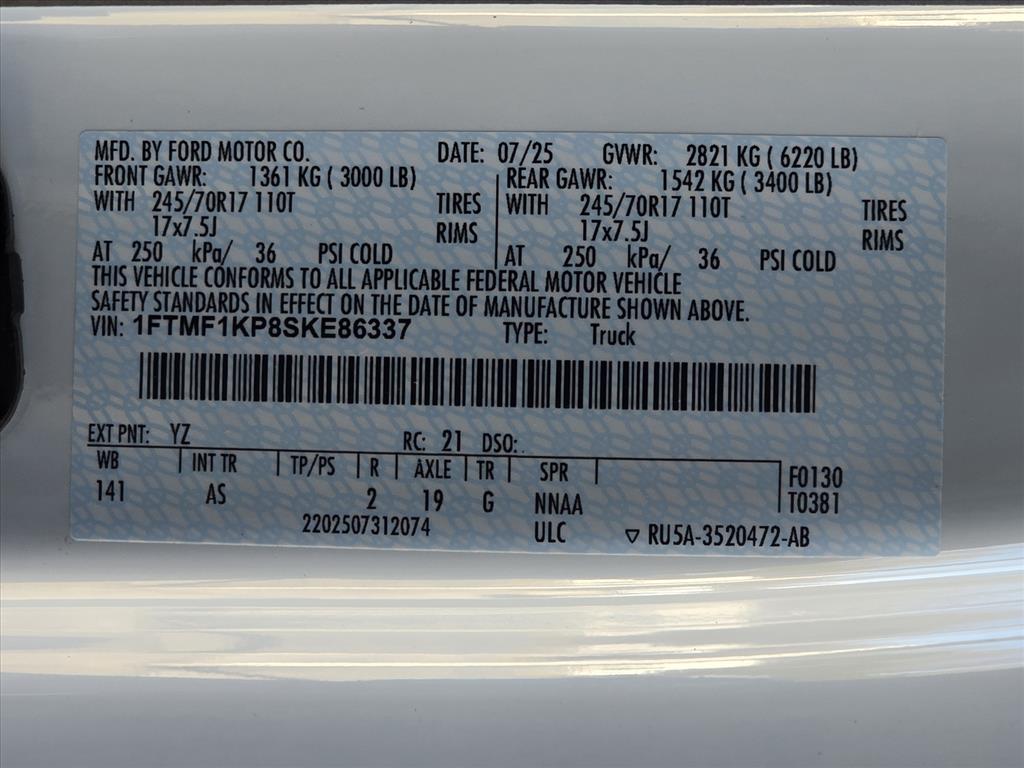 MFD. BY FORD MOTOR CO. DATE: 07/25 GVWR: 2821 KG ( 6220 LB)
FRONT GAWR: 1361 KG ( 3000 LB) REAR GAWR: 1542 KG ( 3400 LB)
WITH 245/70R17 110T TIRES WITH 245/70R17 110T TIRES
17x7.5J RIMS 17x7.5J RIMS
AT 250 kPa/ 36 PSI COLD AT 250 kPa/ 36 PSI COLD
THIS VEHICLE CONFORMS TO ALL APPLICABLE FEDERAL MOTOR VEHICLE
SAFETY STANDARDS IN EFFECT ON THE DATE OF MANUFACTURE SHOWN ABOVE.
VIN: 1FTMF1KP8SKE86337 TYPE: Truck
EXT PNT: YZ RC: 21 DSO:
WB INT TR TP/PS R AXLE TR SPR F0130
141 AS 2 19 G NNAA T0381
2202507312074 ULC ▽ RU5A-3520472-AB